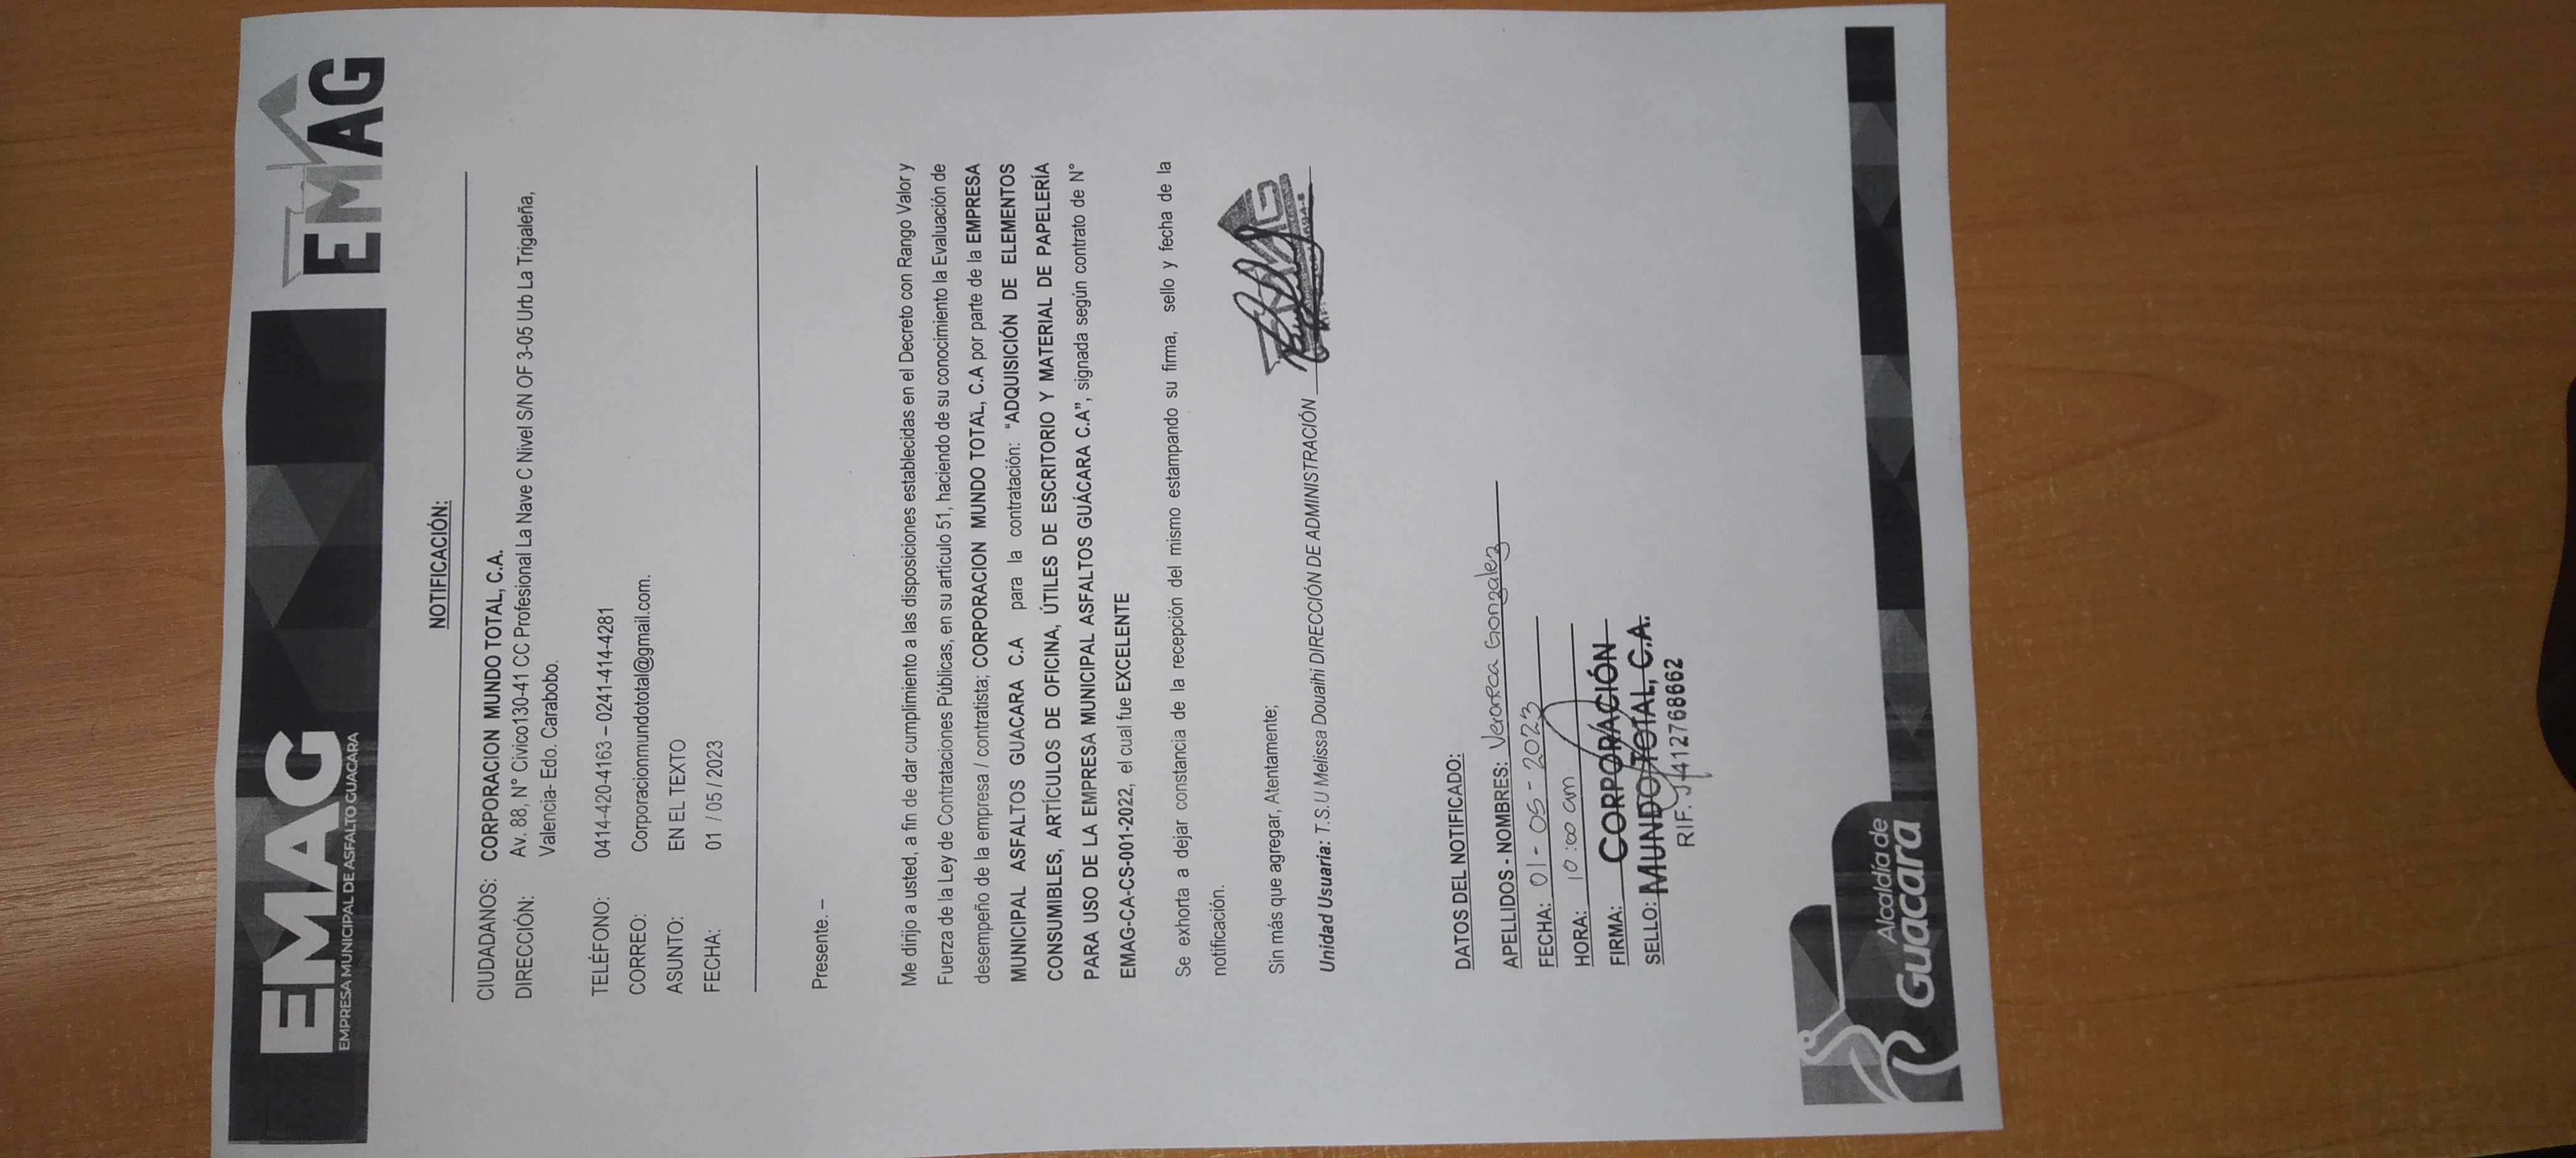 EMAG
EMPRESA MUNICIPAL DE ASFALTO GUACARA
EMAG
NOTIFICACIÓN:
CIUDADANOS: CORPORACION MUNDO TOTAL, C.A.
DIRECCIÓN: Av. 88, N° Civico130-41 CC Profesional La Nave C Nivel S/N OF 3-05 Urb La Trigaleña,
Valencia- Edo. Carabobo.
TELÉFONO: 0414-420-4163 – 0241-414-4281
CORREO: Corporacionmundototal@gmail.com.
ASUNTO: EN EL TEXTO
FECHA: 01 / 05 / 2023
Presente. –
Me dirijo a usted, a fin de dar cumplimiento a las disposiciones establecidas en el Decreto con Rango Valor y
Fuerza de la Ley de Contrataciones Públicas, en su artículo 51, haciendo de su conocimiento la Evaluación de
desempeño de la empresa / contratista; CORPORACION MUNDO TOTAL, C.A por parte de la EMPRESA
MUNICIPAL ASFALTOS GUACARA C.A para la contratación: “ADQUISICIÓN DE ELEMENTOS
CONSUMIBLES, ARTÍCULOS DE OFICINA, ÚTILES DE ESCRITORIO Y MATERIAL DE PAPELERÍA
PARA USO DE LA EMPRESA MUNICIPAL ASFALTOS GUÁCARA C.A”, signada según contrato de N°
EMAG-CA-CS-001-2022, el cual fue EXCELENTE
Se exhorta a dejar constancia de la recepción del mismo estampando su firma, sello y fecha de la
notificación.
Sin más que agregar, Atentamente;
Unidad Usuaria: T.S.U Melissa Douaihi DIRECCIÓN DE ADMINISTRACIÓN
EMAG
DATOS DEL NOTIFICADO:
APELLIDOS - NOMBRES: Veronica Gonzalez
FECHA: 01-05-2023
HORA: 10:00 am
FIRMA: CORPORACIÓN
SELLO: MUNDO TOTAL, C.A.
RIF. J-412768662
Alcaldía de
Guacara